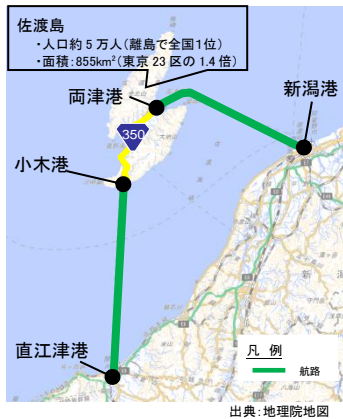 佐渡島
・人口約５万人(離島で全国１位)
・面積:855km²(東京 23 区の 1.4 倍)
両津港
新潟港
350
小木港
直江津港
凡 例
航路
出典:地理院地図